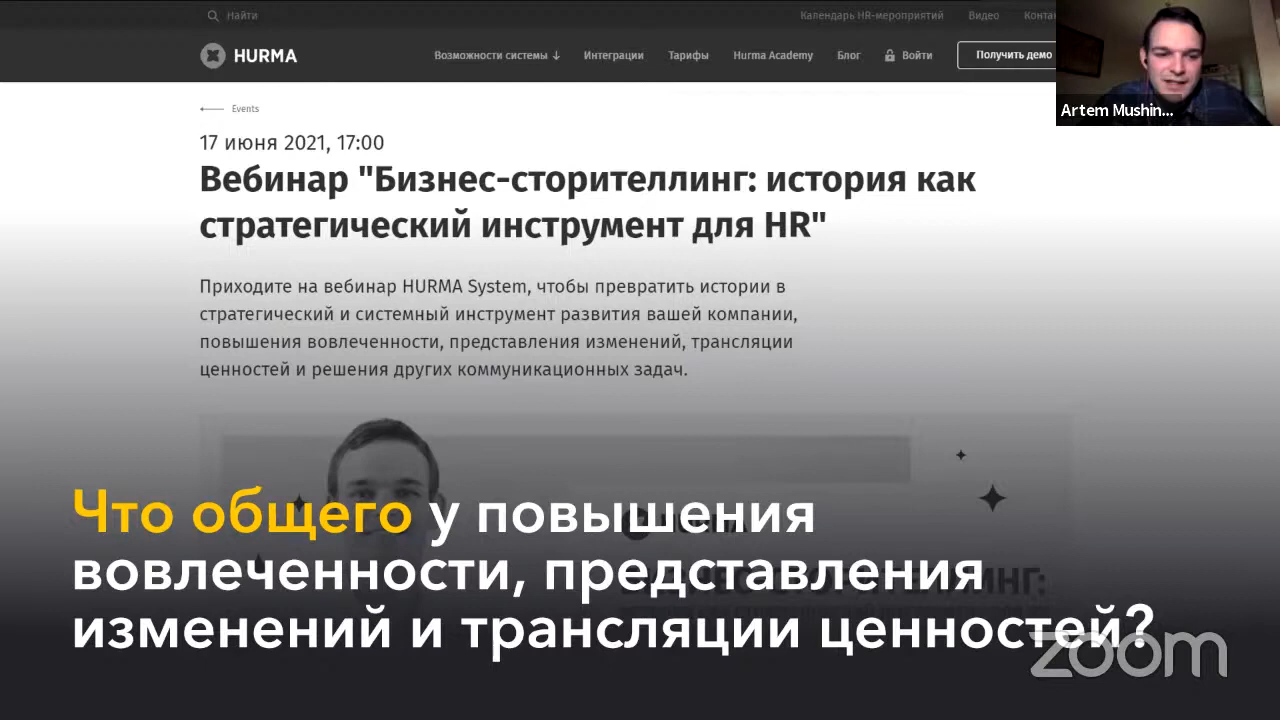 Найти
Календарь HR-мероприятий Видео
HURMA Возможности системы ↓ Интеграции Тарифы Hurma Academy Блог Войти Получить демо
Artem Mushin...
Events
17 июня 2021, 17:00
Вебинар "Бизнес-сторителлинг: история как
стратегический инструмент для HR"
Приходите на вебинар HURMA System, чтобы превратить истории в
стратегический и системный инструмент развития вашей компании,
повышения вовлеченности, представления изменений, трансляции
ценностей и решения других коммуникационных задач.
Что общего у повышения
вовлеченности, представления
изменений и трансляции ценностей?
zoom